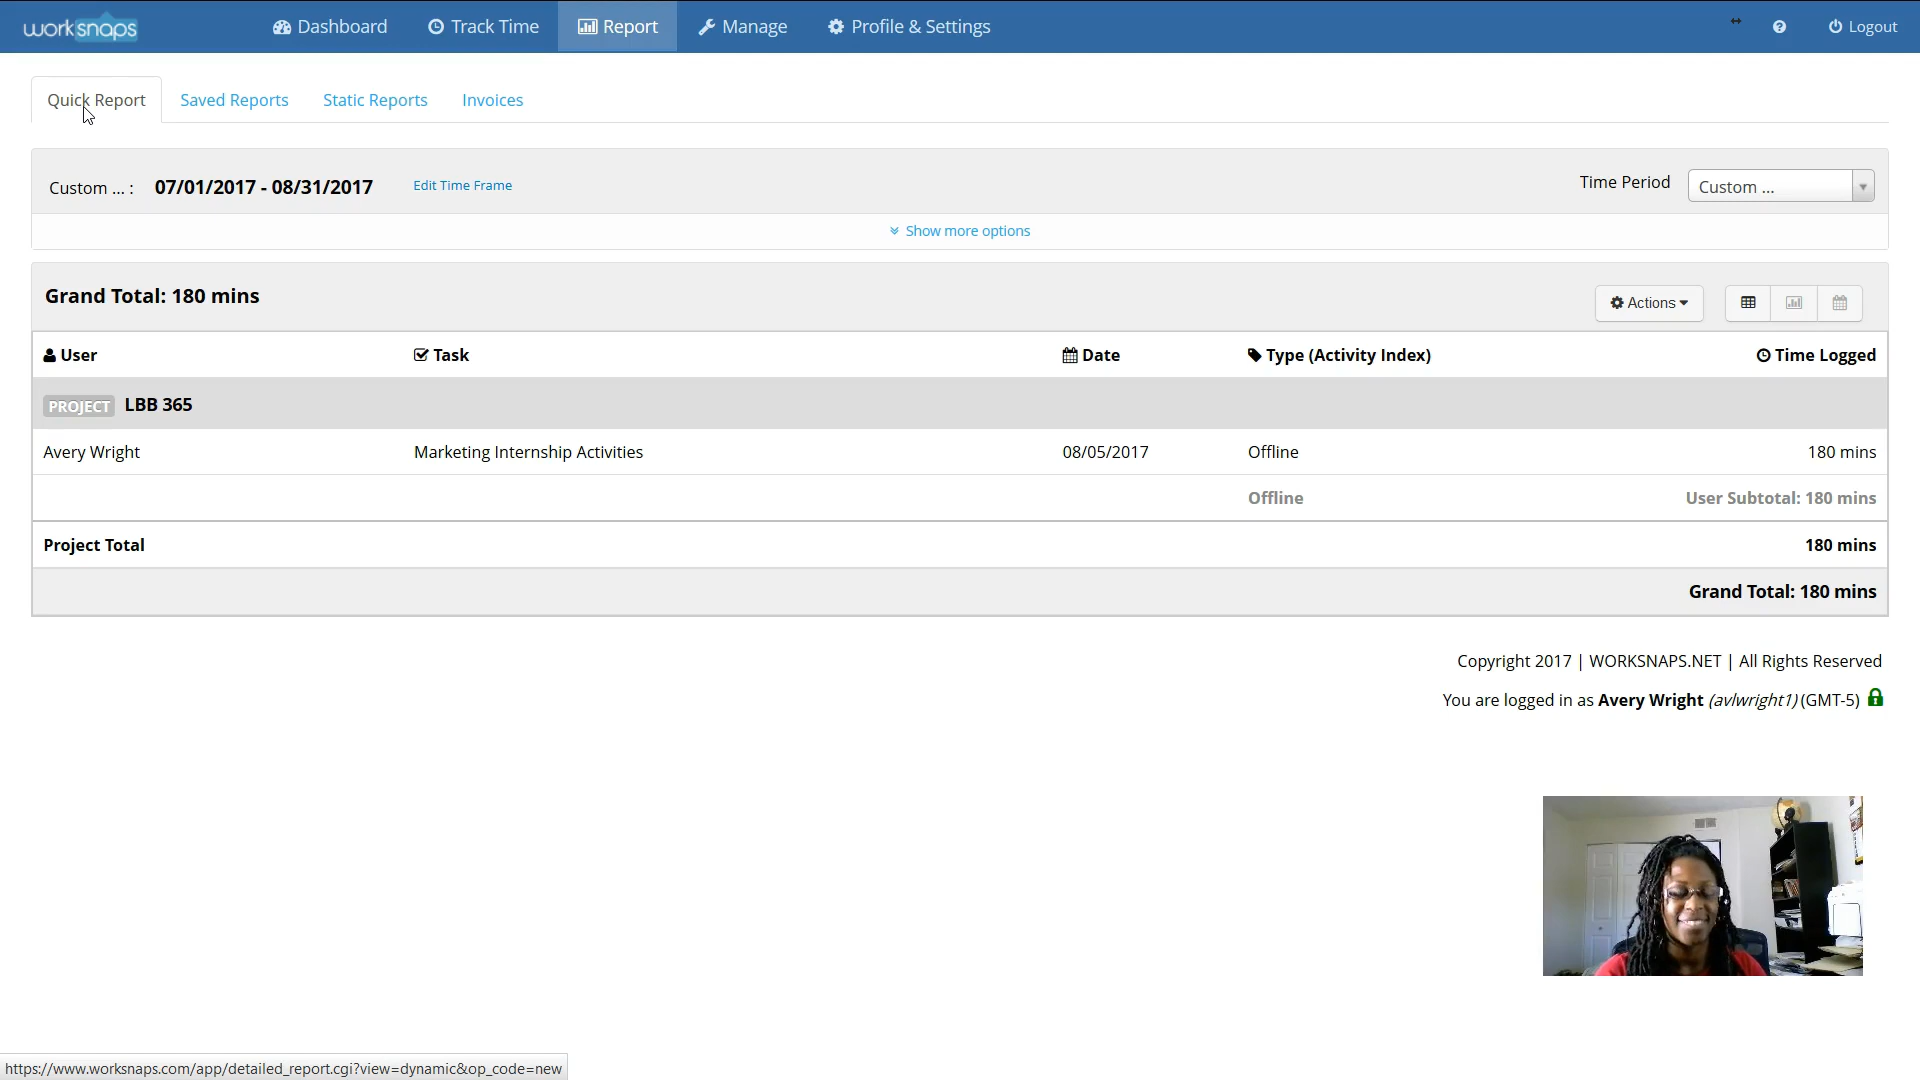 worksnaps Dashboard Track Time Report Manage Profile & Settings Logout
Quick Report Saved Reports Static Reports Invoices
Custom ... : 07/01/2017 - 08/31/2017 Edit Time Frame Time Period Custom ...
Show more options
Grand Total: 180 mins Actions
User Task Date Type (Activity Index) Time Logged
PROJECT LBB 365
Avery Wright Marketing Internship Activities 08/05/2017 Offline 180 mins
Offline User Subtotal: 180 mins
Project Total 180 mins
Grand Total: 180 mins
Copyright 2017 | WORKSNAPS.NET | All Rights Reserved
You are logged in as Avery Wright (avlwright1) (GMT-5)
https://www.worksnaps.com/app/detailed_report.cgi?view=dynamic&op_code=new